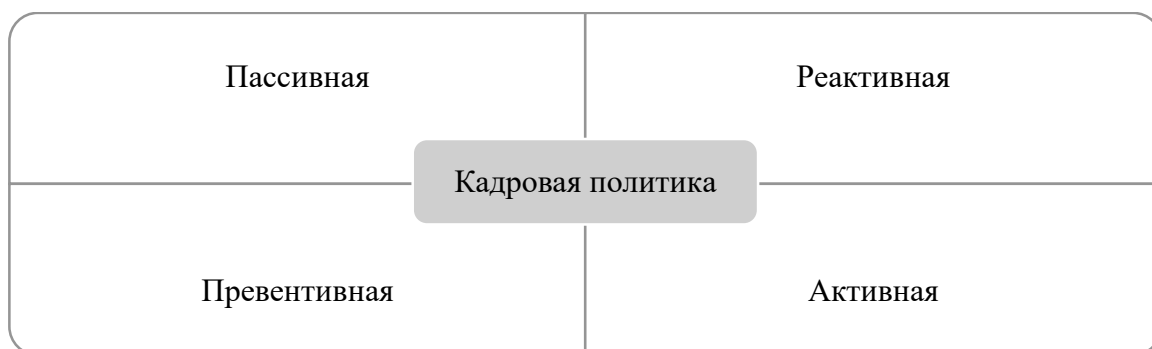 Пассивная
Реактивная
Кадровая политика
Превентивная
Активная